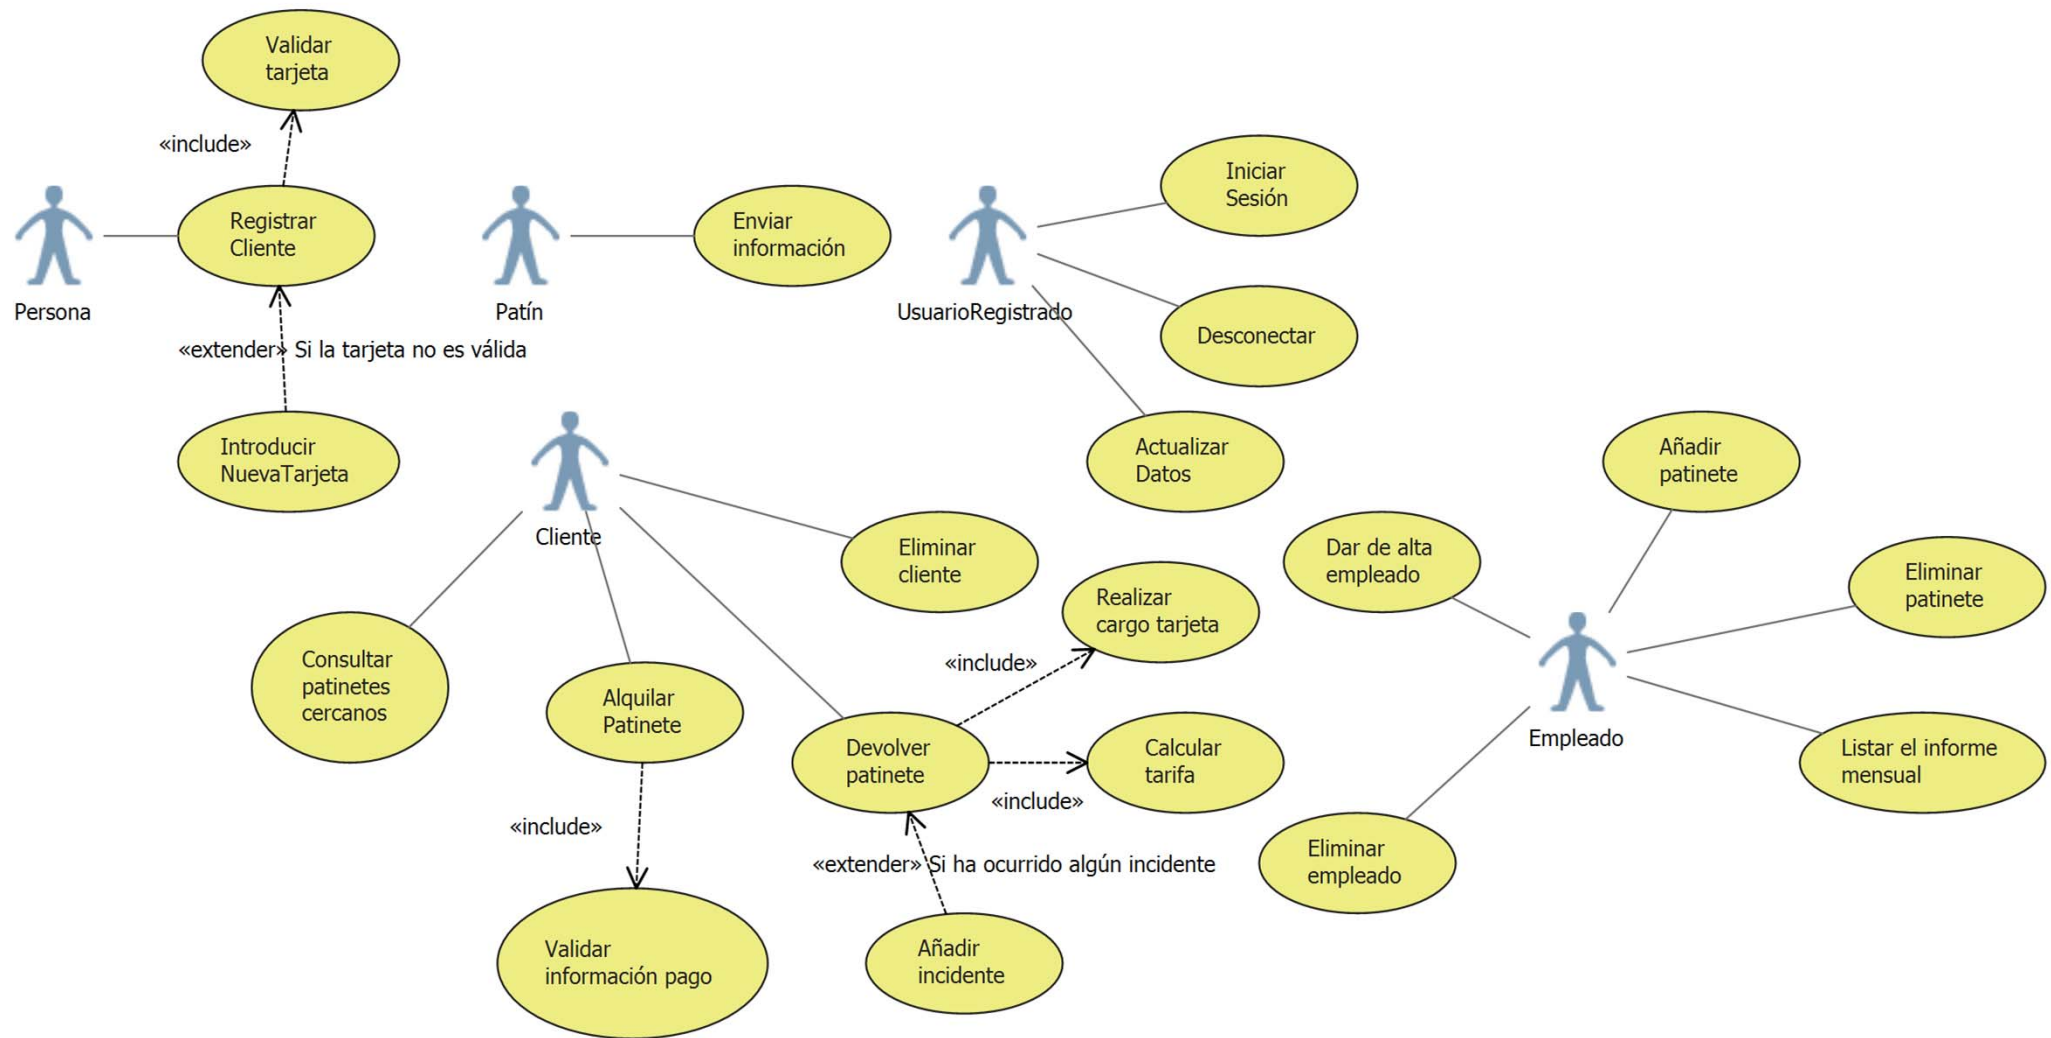 Validar
tarjeta
«include»
Registrar
Cliente
Persona
«extender» Si la tarjeta no es válida
Introducir
NuevaTarjeta
Enviar
información
Patín
Iniciar
Sesión
UsuarioRegistrado
Desconectar
Actualizar
Datos
Cliente
Eliminar
cliente
Consultar
patinetes
cercanos
Alquilar
Patinete
«include»
Validar
información pago
Devolver
patinete
«include»
Realizar
cargo tarjeta
«include»
Calcular
tarifa
«extender» Si ha ocurrido algún incidente
Añadir
incidente
Añadir
patinete
Dar de alta
empleado
Eliminar
patinete
Empleado
Listar el informe
mensual
Eliminar
empleado